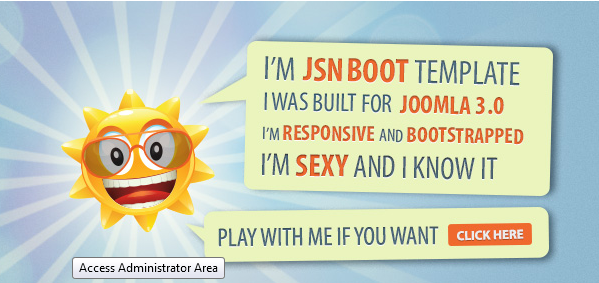 I'M JSN BOOT TEMPLATE
I WAS BUILT FOR JOOMLA 3.0
I'M RESPONSIVE AND BOOTSTRAPPED
I'M SEXY AND I KNOW IT
PLAY WITH ME IF YOU WANT CLICK HERE
Access Administrator Area